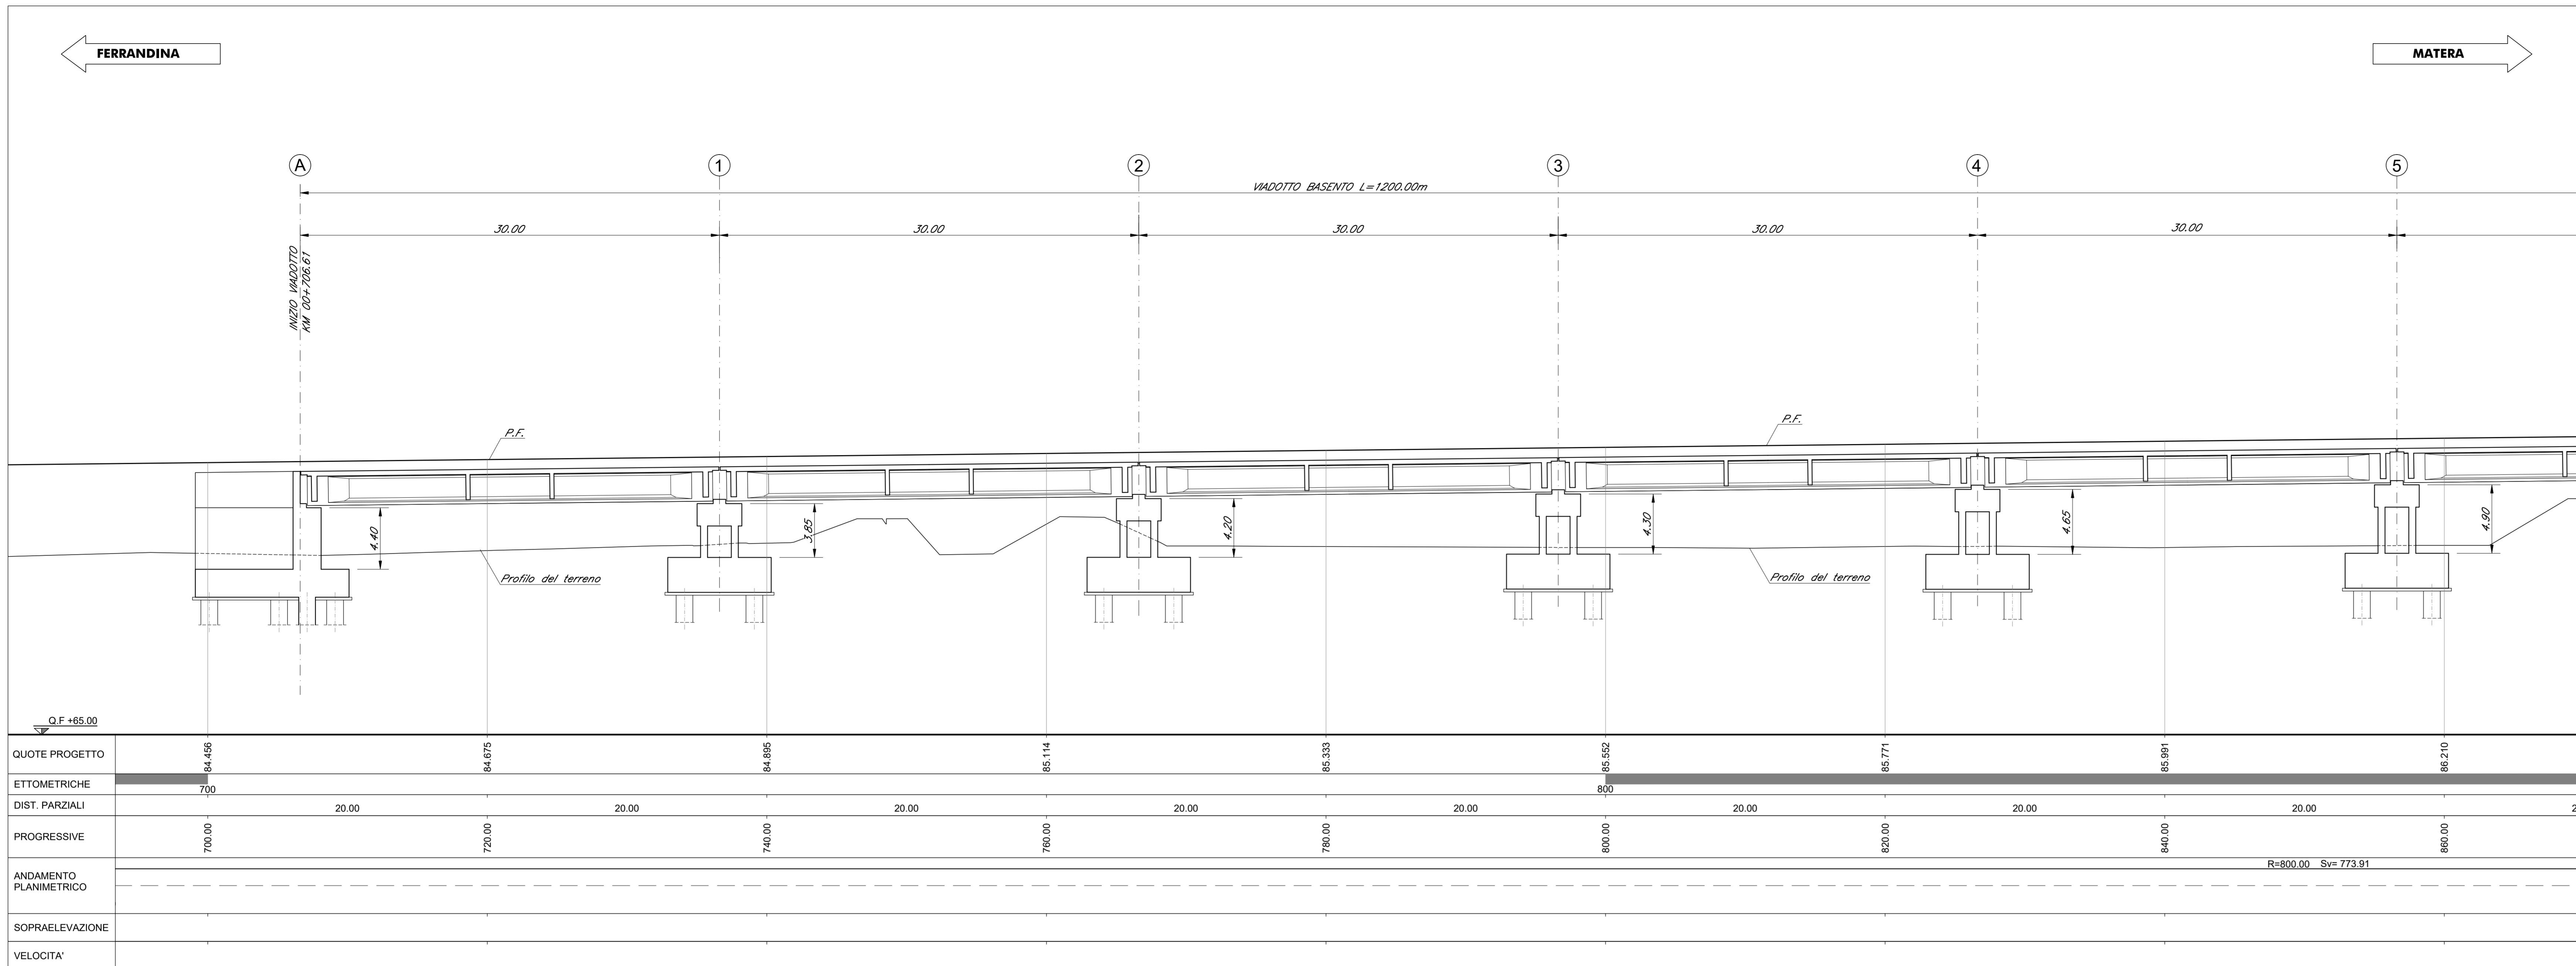 FERRANDINA
MATERA
A
1
2
3
4
5
VIADOTTO BASENTO L=1200.00m
30.00
30.00
30.00
30.00
30.00
INIZIO VIADOTTO
KM 00+706.61
P.F.
P.F.
4.40
3.85
4.20
4.30
4.65
4.90
Profilo del terreno
Profilo del terreno
Q.F +65.00
QUOTE PROGETTO
84.456
84.675
84.895
85.114
85.333
85.552
85.771
85.991
86.210
ETTOMETRICHE
700
800
DIST. PARZIALI
20.00
20.00
20.00
20.00
20.00
20.00
20.00
20.00
2
PROGRESSIVE
700.00
720.00
740.00
760.00
780.00
800.00
820.00
840.00
860.00
ANDAMENTO
PLANIMETRICO
R=800.00 Sv= 773.91
SOPRAELEVAZIONE
VELOCITA'